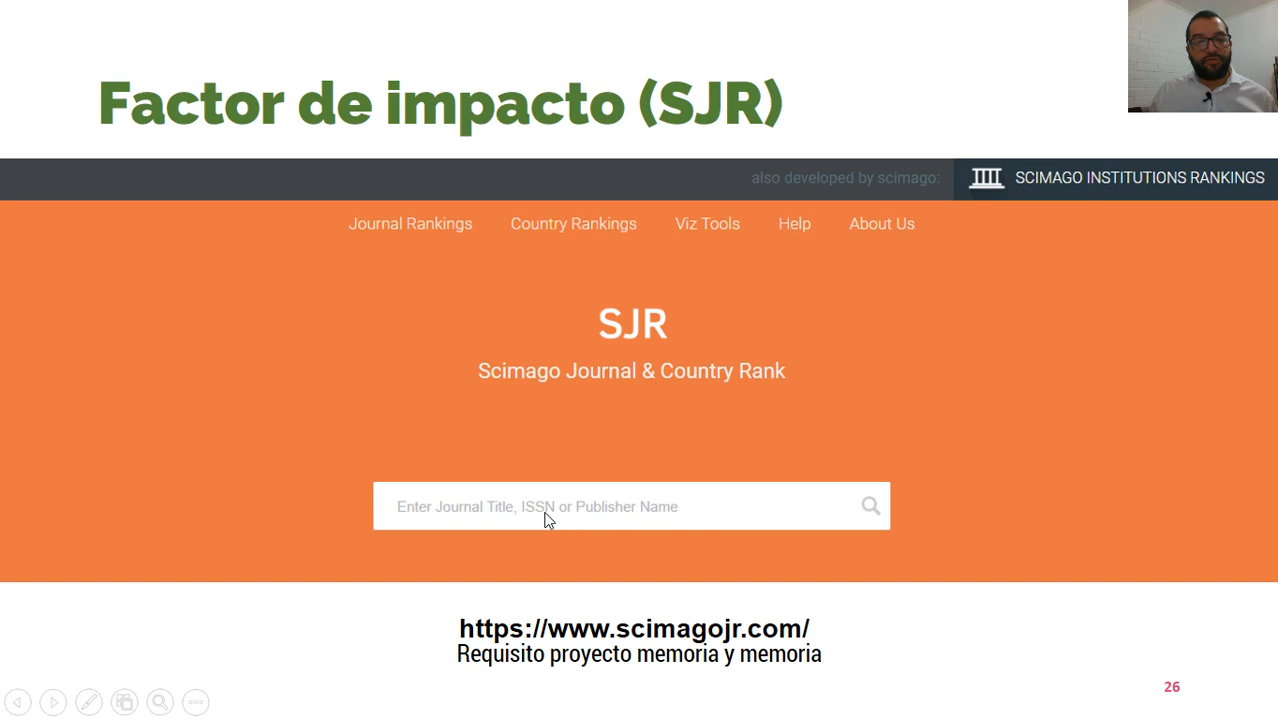 Factor de impacto (SJR)
also developed by scimago:
SCIMAGO INSTITUTIONS RANKINGS
Journal Rankings Country Rankings Viz Tools Help About Us
SJR
Scimago Journal & Country Rank
Enter Journal Title, ISSN or Publisher Name
https://www.scimagojr.com/
Requisito proyecto memoria y memoria
26